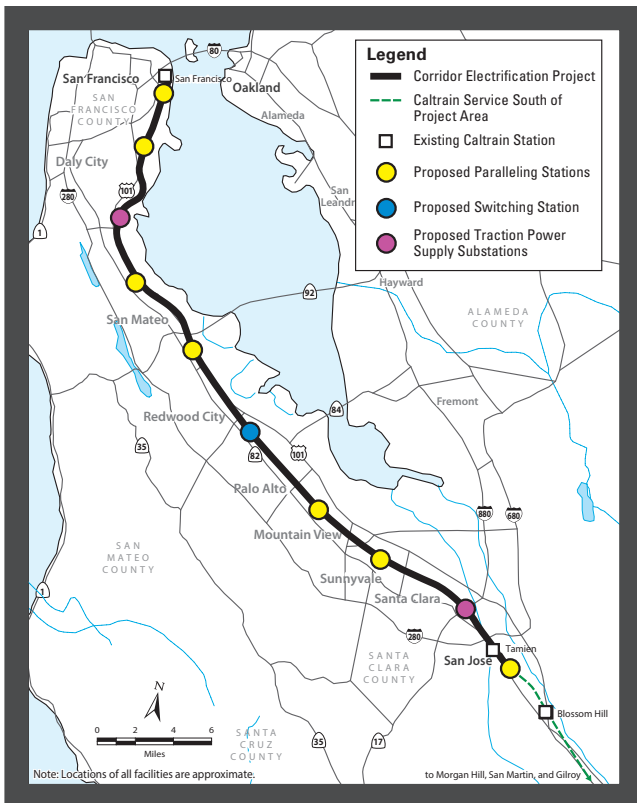 Legend
Corridor Electrification Project
Caltrain Service South of
Project Area
Existing Caltrain Station
Proposed Paralleling Stations
Proposed Switching Station
Proposed Traction Power
Supply Substations
80
San Francisco
San Francisco
Oakland
SAN
FRANCISCO
COUNTY
Alameda
Daly City
280
101
San
Leandr
1
92
Hayward
ALAMEDA
COUNTY
San Mateo
84
Fremont
Redwood City
35
82
101
Palo Alto
880
680
Mountain View
SAN
MATEO
COUNTY
Sunnyvale
1
Santa Clara
280
Tamien
San Jose
SANTA
CLARA
COUNTY
N
Blossom Hill
0 2 4 6
Miles
SANTA
CRUZ
COUNTY
35
17
Note: Locations of all facilities are approximate.
to Morgan Hill, San Martin, and Gilroy